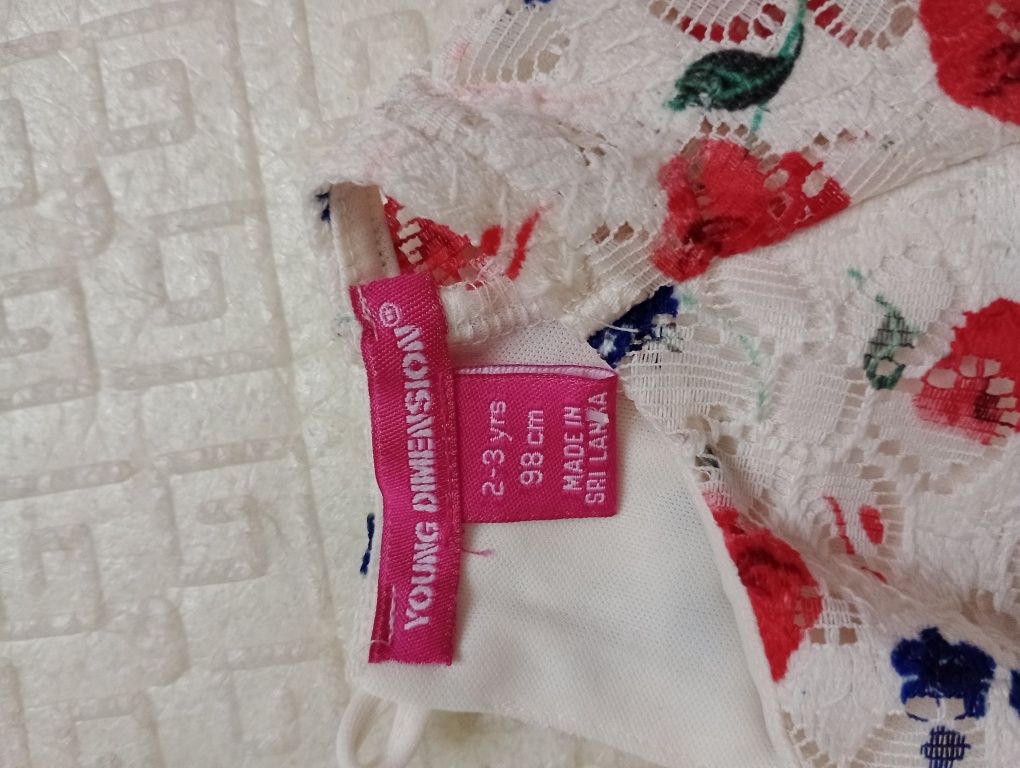 YOUNG DIMENSION®
2-3 yrs
98 cm
MADE IN
SRI LANKA